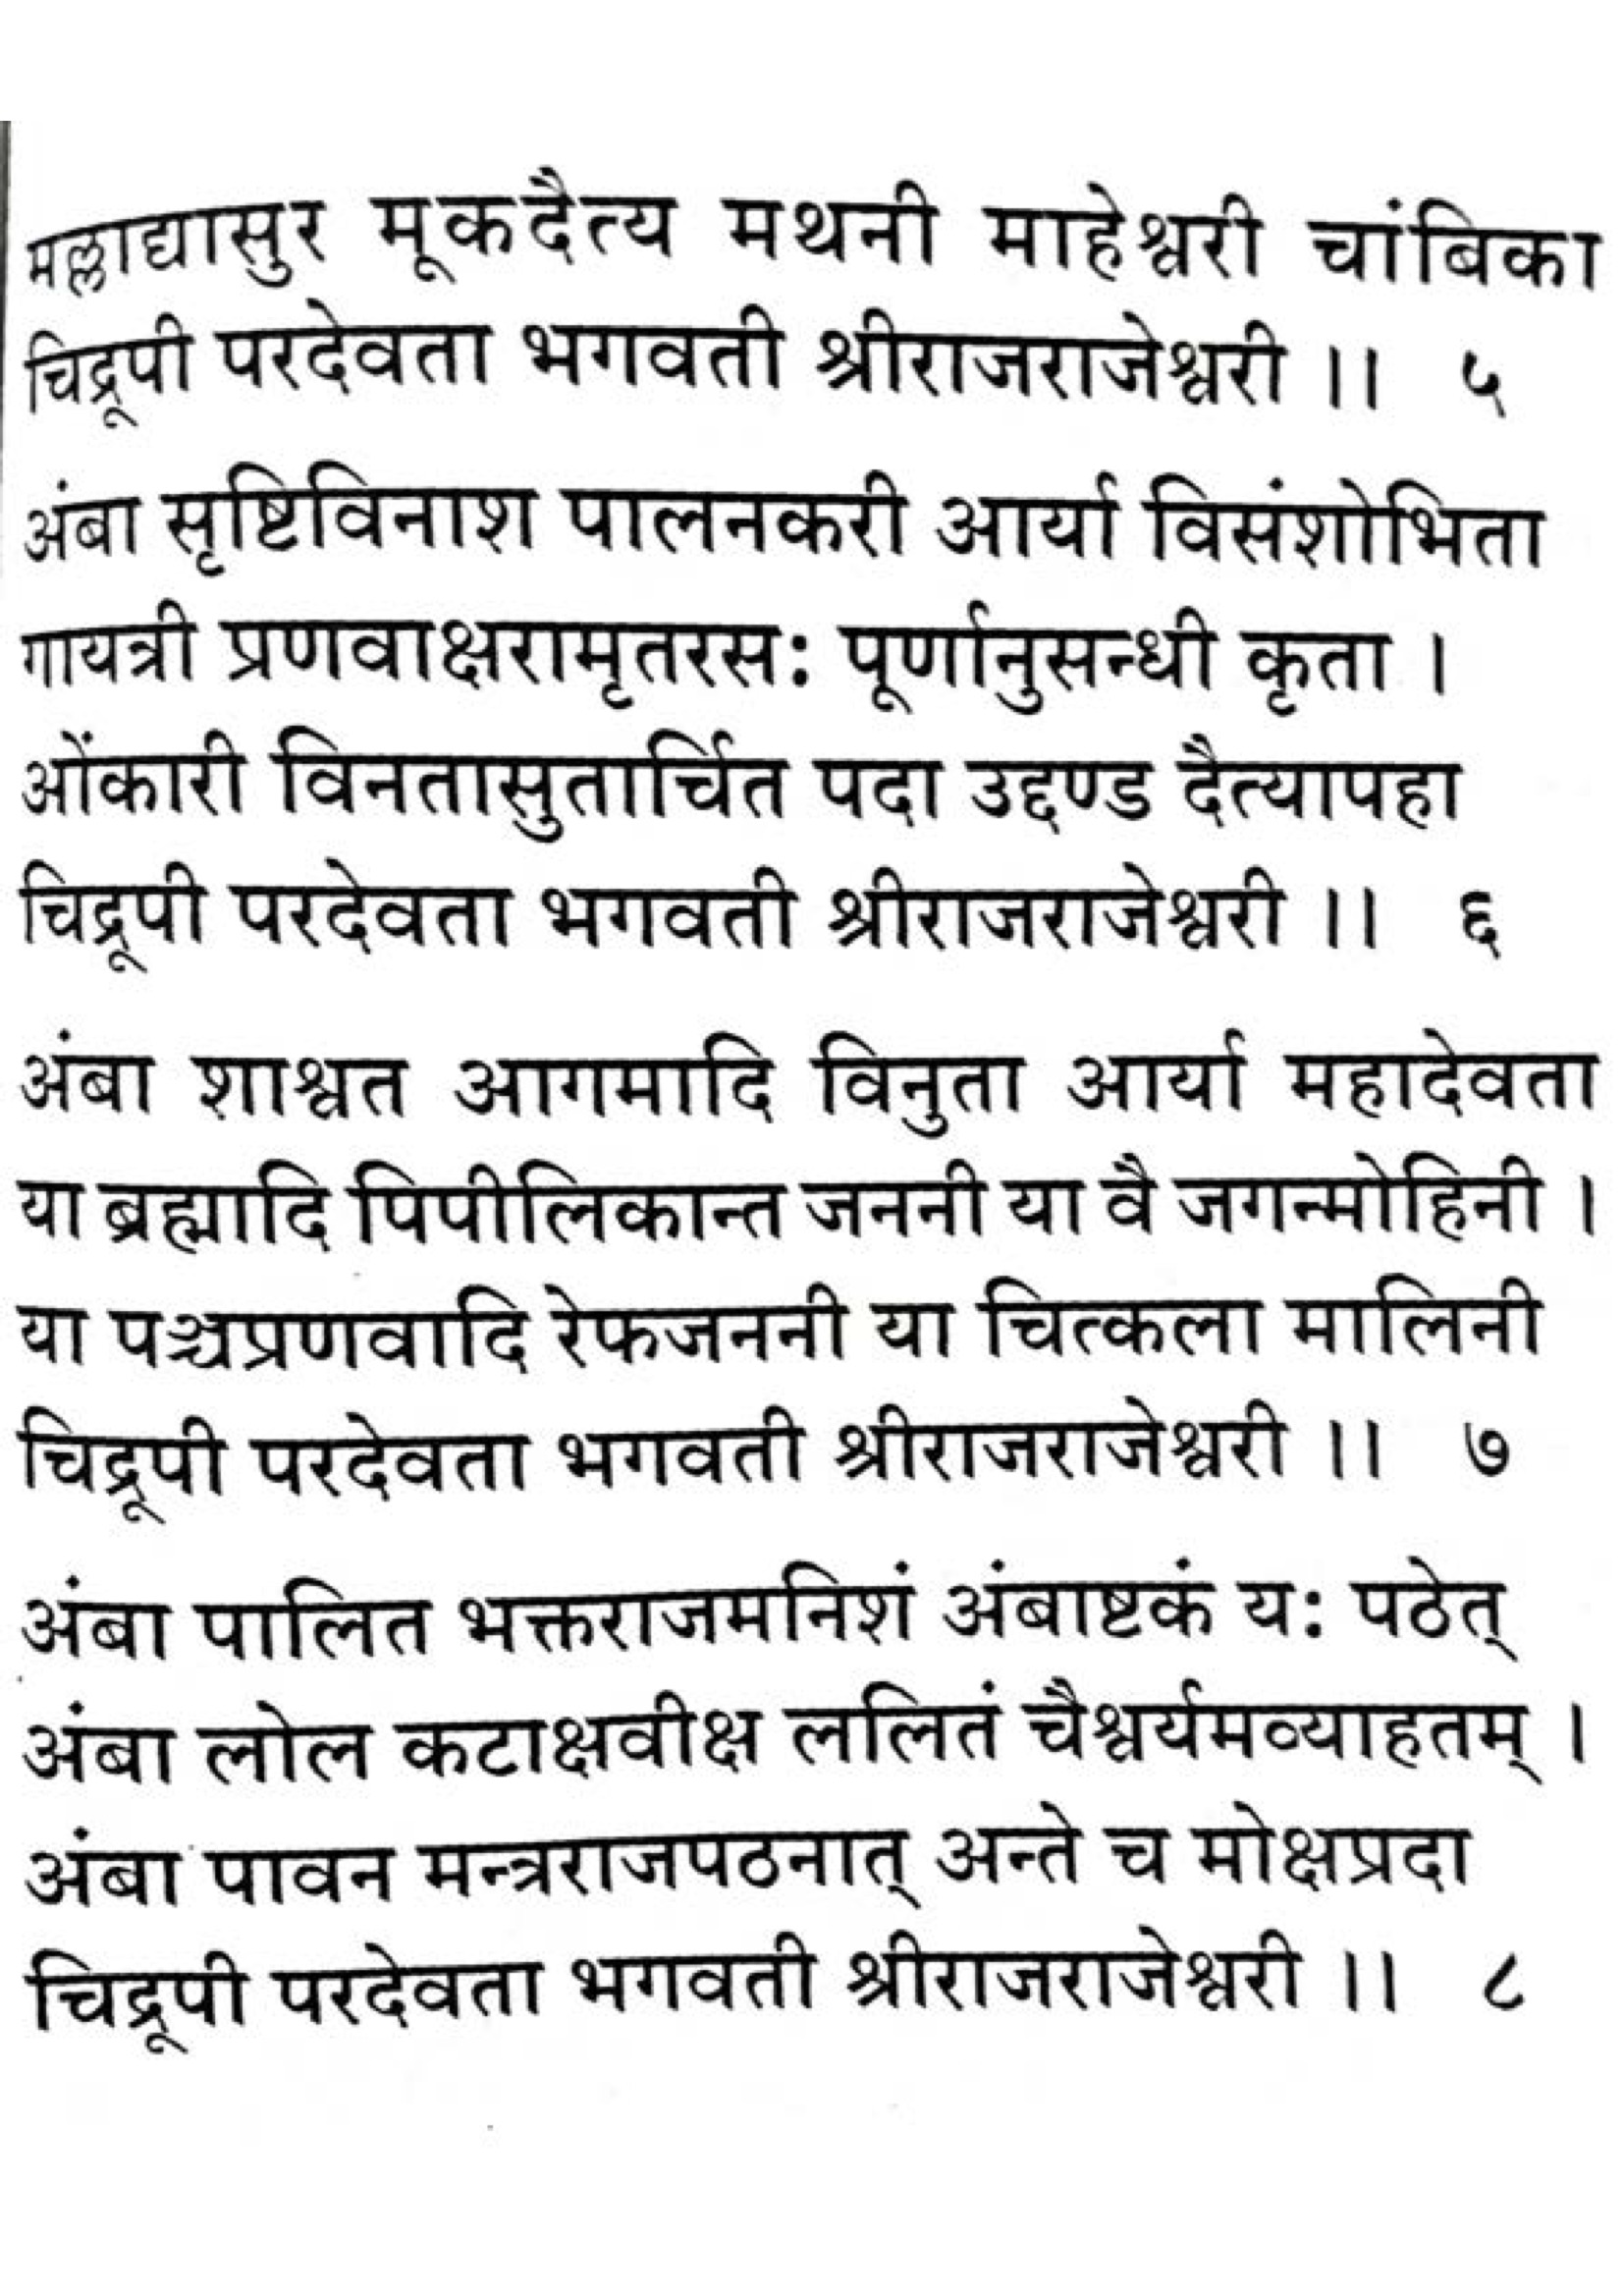 मल्लाद्यासुर मूकदैत्य मथनी माहेश्वरी चांबिका
चिद्रूपी परदेवता भगवती श्रीराजराजेश्वरी ।। ५
अंबा सृष्टिविनाश पालनकरी आर्या विसंशोभिता
गायत्री प्रणवाक्षरामृतरसः पूर्णानुसन्धी कृता ।
ओंकारी विनतासुतार्चित पदा उद्दण्ड दैत्यापहा
चिद्रूपी परदेवता भगवती श्रीराजराजेश्वरी ।। ६
अंबा शाश्वत आगमादि विनुता आर्या महादेवता
या ब्रह्मादि पिपीलिकान्त जननी या वै जगन्मोहिनी ।
या पञ्चप्रणवादि रेफजननी या चित्कला मालिनी
चिद्रूपी परदेवता भगवती श्रीराजराजेश्वरी ।। ७
अंबा पालित भक्तराजमनिशं अंबाष्टकं यः पठेत्
अंबा लोल कटाक्षवीक्ष ललितं चैश्वर्यमव्याहतम् ।
अंबा पावन मन्त्रराजपठनात् अन्ते च मोक्षप्रदा
चिद्रूपी परदेवता भगवती श्रीराजराजेश्वरी ।। ८